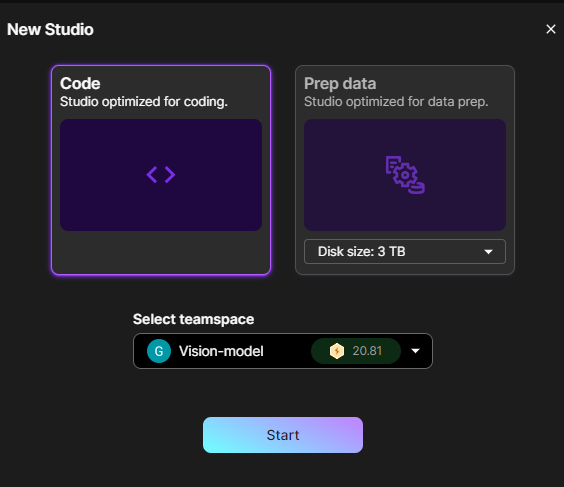 New Studio
Code
Studio optimized for coding.
Prep data
Studio optimized for data prep.
Disk size: 3 TB
Select teamspace
G Vision-model 20.81
Start